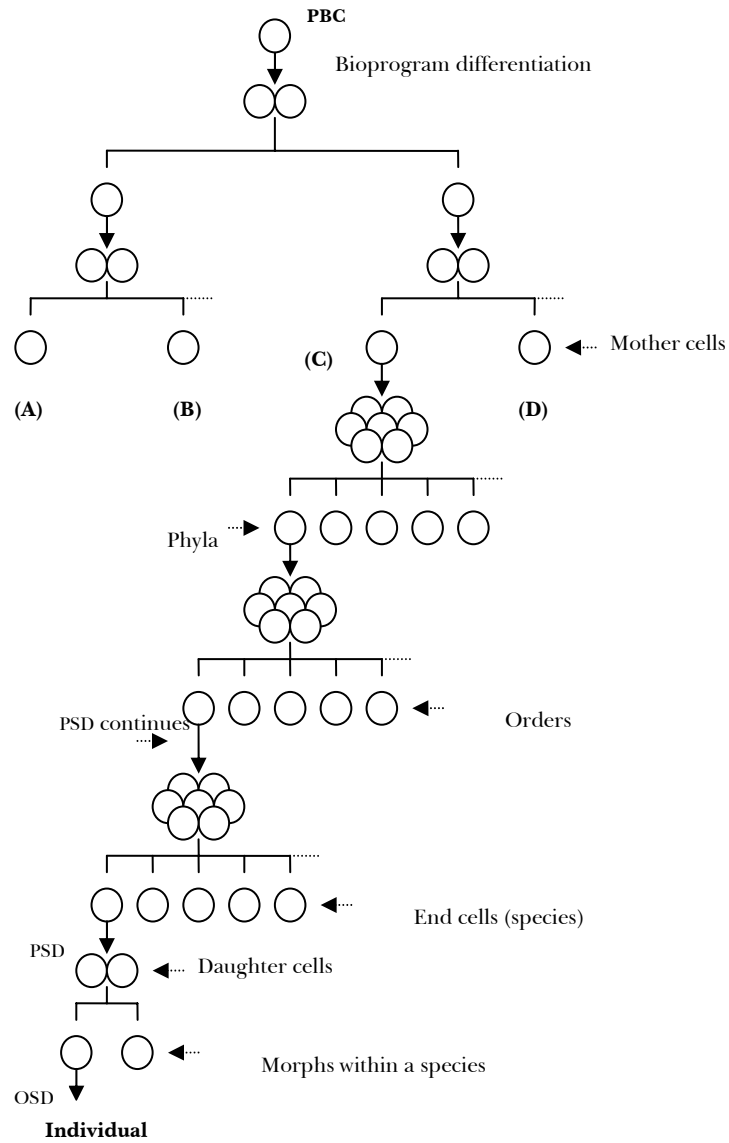 PBC
Bioprogram differentiation
Mother cells
(C)
(A)
(B)
(D)
Phyla
Orders
PSD continues
End cells (species)
PSD
Daughter cells
Morphs within a species
OSD
Individual